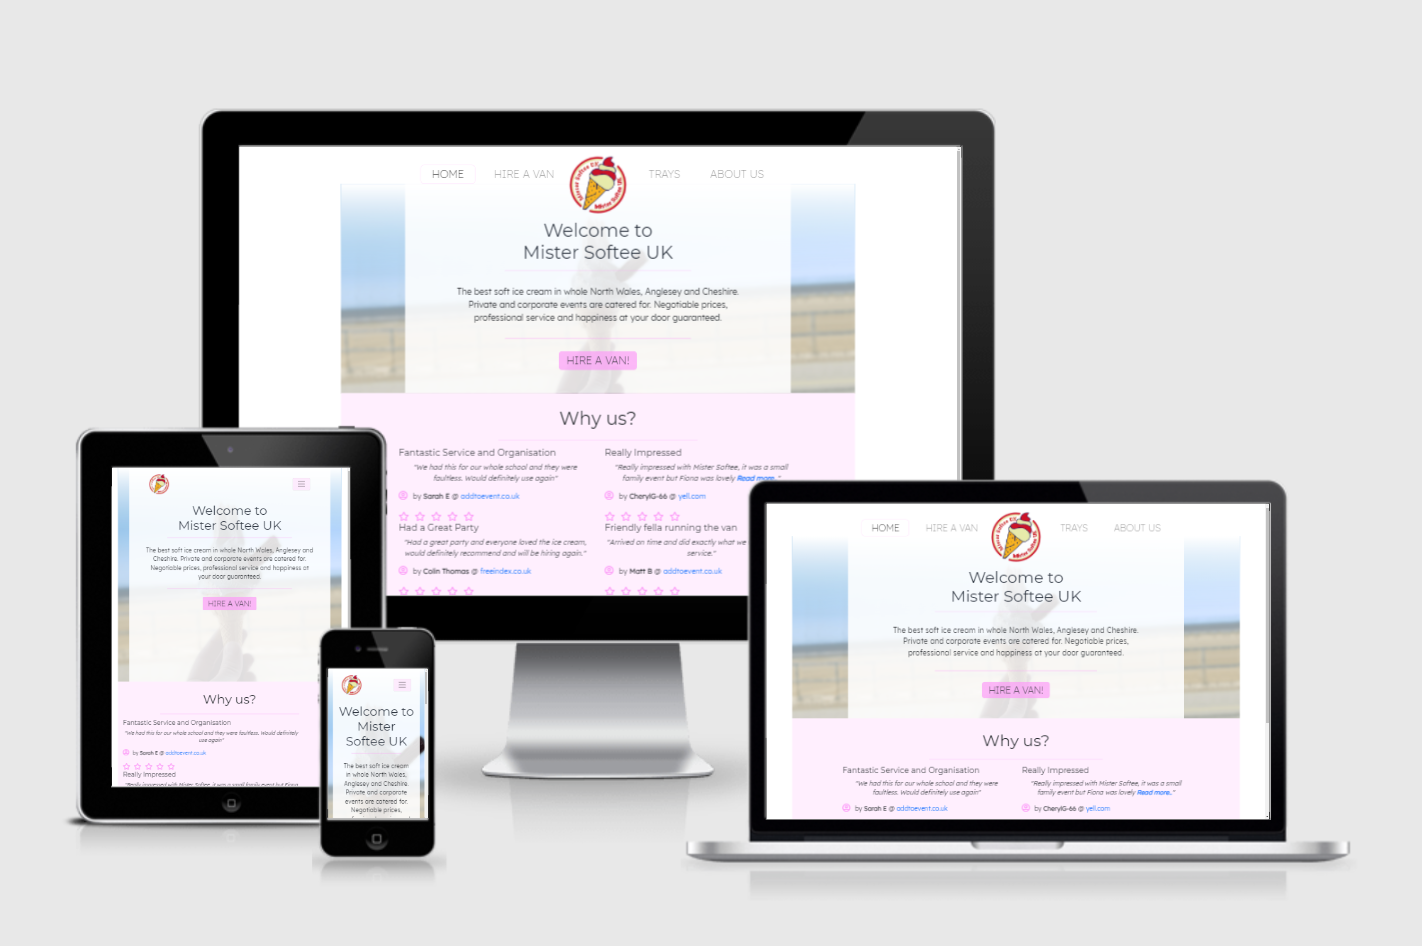 HOME
HIRE A VAN
Mister Softee UK
Mister Softee UK
TRAYS
ABOUT US
Welcome to
Mister Softee UK
The best soft ice cream in whole North Wales, Anglesey and Cheshire.
Private and corporate events are catered for. Negotiable prices,
professional service and happiness at your door guaranteed.
HIRE A VAN!
Why us?
Fantastic Service and Organisation
"We had this for our whole school and they were
faultless. Would definitely use again"
by Sarah E @ addtoevent.co.uk
Really Impressed
"Really impressed with Mister Softee, it was a small
family event but Fiona was lovely Read more.."
by CherylG-66 @ yell.com
Had a Great Party
"Had a great party and everyone loved the ice cream,
would definitely recommend and will be hiring again."
by Colin Thomas @ freeindex.co.uk
Friendly fella running the van
"Arrived on time and did exactly what we
service."
by Matt B @ addtoevent.co.uk
Welcome to
Mister Softee UK
The best soft ice cream in whole North Wales, Anglesey and
Cheshire. Private and corporate events are catered for.
Negotiable prices, professional service and happiness at
your door guaranteed.
HIRE A VAN!
Why us?
Fantastic Service and Organisation
"We had this for our whole school and they were faultless. Would definitely
use again"
by Sarah E @ addtoevent.co.uk
Really Impressed
"Really impressed with Mister Softee, it was a small family event but Fiona
Welcome to
Mister
Softee UK
The best soft ice cream
in whole North Wales,
Anglesey and Cheshire.
Private and corporate
events are catered for.
Negotiable prices,
HOME
HIRE A VAN
Mister Softee UK
Mister Softee UK
TRAYS
ABOUT US
Welcome to
Mister Softee UK
The best soft ice cream in whole North Wales, Anglesey and Cheshire.
Private and corporate events are catered for. Negotiable prices,
professional service and happiness at your door guaranteed.
HIRE A VAN!
Why us?
Fantastic Service and Organisation
"We had this for our whole school and they were
faultless. Would definitely use again"
by Sarah E @ addtoevent.co.uk
Really Impressed
"Really impressed with Mister Softee, it was a small
family event but Fiona was lovely Read more.."
by CherylG-66 @ yell.com